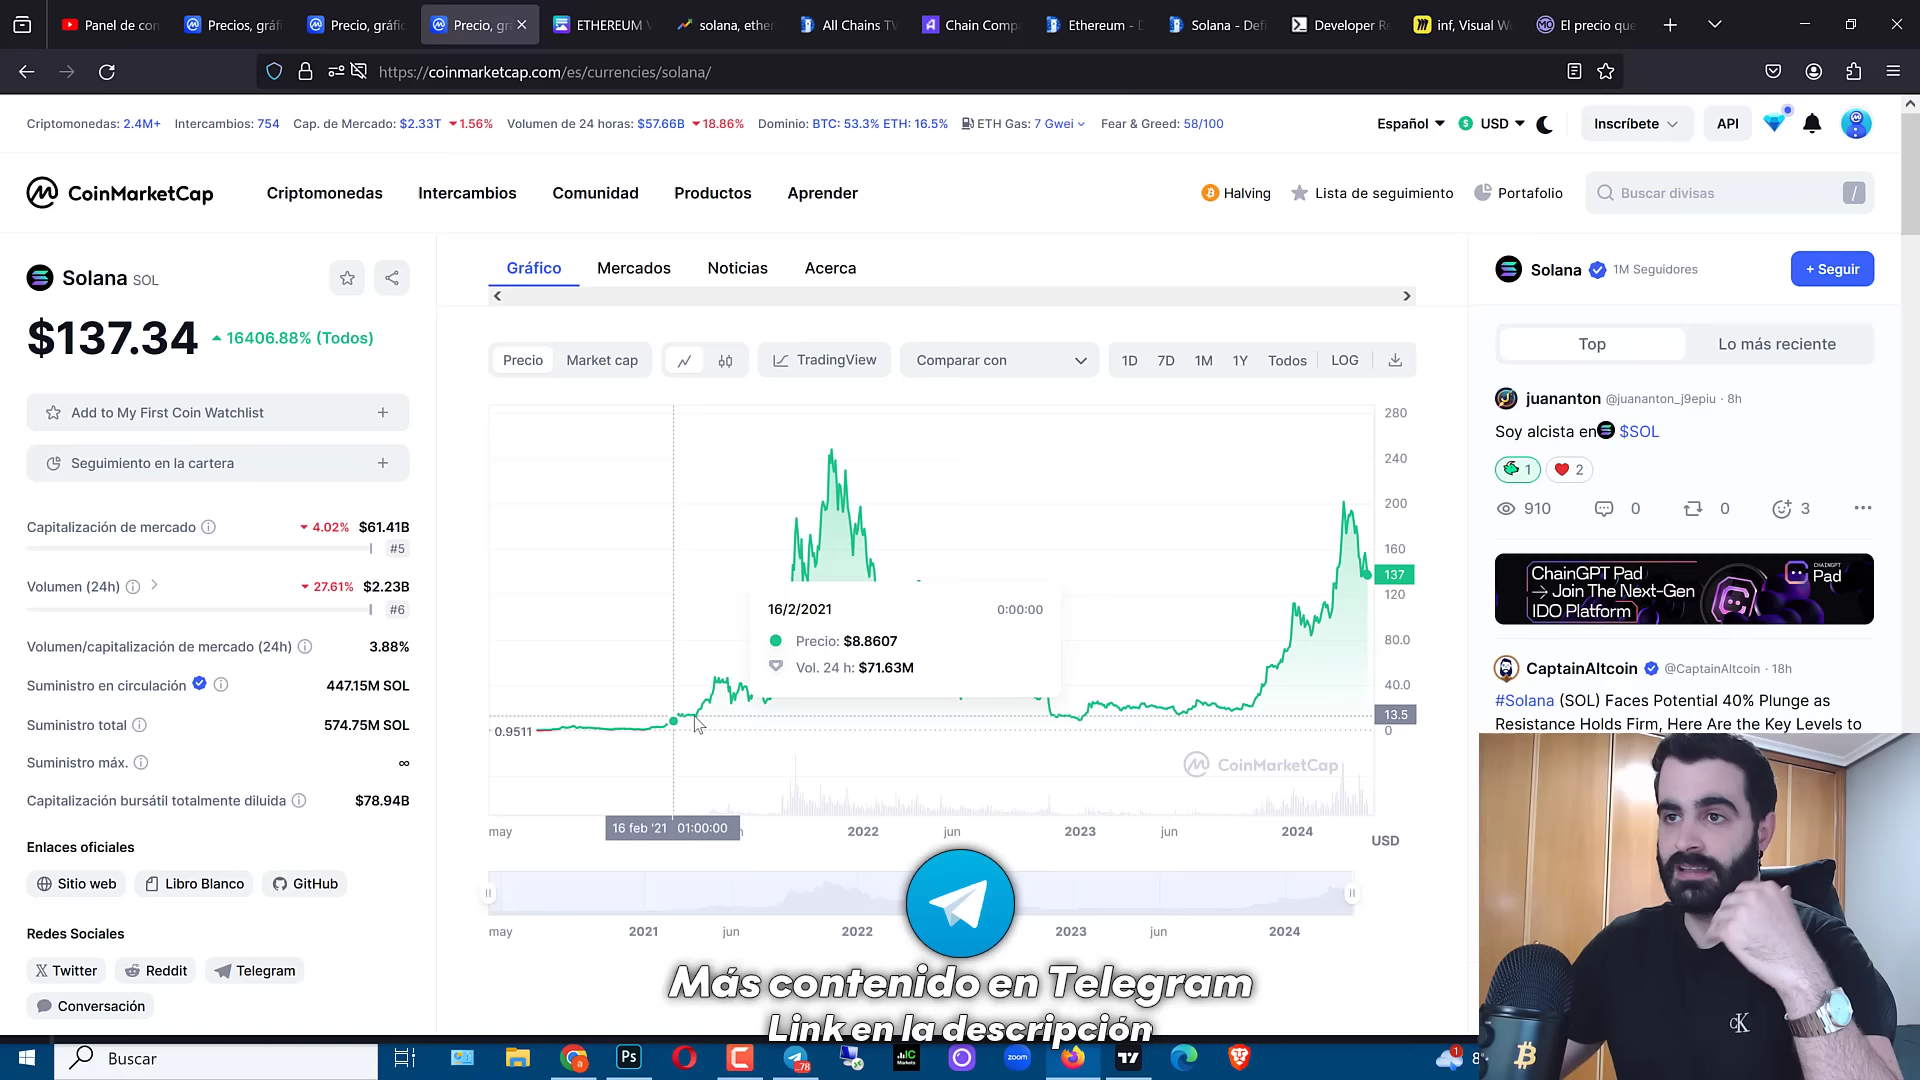 Panel de con
Precios, gráfi
Precio, gráfic
Precio, grá
ETHEREUM V
solana, ethe
All Chains TV
Chain Comp
Ethereum - D
Solana - Defi
Developer Re
inf, Visual W
El precio que
https://coinmarketcap.com/es/currencies/solana/
Criptomonedas: 2.4M+
Intercambios: 754
Cap. de Mercado: $2.33T 1.56%
Volumen de 24 horas: $57.66B 18.86%
Dominio: BTC: 53.3% ETH: 16.5%
ETH Gas: 7 Gwei
Fear & Greed: 58/100
Español
USD
Inscríbete
API
CoinMarketCap
Criptomonedas
Intercambios
Comunidad
Productos
Aprender
Halving
Lista de seguimiento
Portafolio
Buscar divisas
/
Solana SOL
$137.34
16406.88% (Todos)
Add to My First Coin Watchlist
Seguimiento en la cartera
Capitalización de mercado
4.02% $61.41B
#5
Volumen (24h)
27.61% $2.23B
#6
Volumen/capitalización de mercado (24h)
3.88%
Suministro en circulación
447.15M SOL
Suministro total
574.75M SOL
Suministro máx.
∞
Capitalización bursátil totalmente diluida
$78.94B
Enlaces oficiales
Sitio web
Libro Blanco
GitHub
Redes Sociales
Twitter
Reddit
Telegram
Conversación
Gráfico
Mercados
Noticias
Acerca
Precio
Market cap
TradingView
Comparar con
1D
7D
1M
1Y
Todos
LOG
280
240
200
160
137
120
80.0
40.0
13.5
0
0.9511
16/2/2021 0:00:00
Precio: $8.8607
Vol. 24 h: $71.63M
CoinMarketCap
16 feb '21 01:00:00
may
2022
jun
2023
jun
2024
USD
may
2021
jun
2022
2023
jun
2024
Solana
1M Seguidores
+ Seguir
Top
Lo más reciente
juananton @juananton_j9epiu · 8h
Soy alcista en $SOL
1
2
910
0
0
3
ChainGPT Pad
→ Join The Next-Gen
IDO Platform
CHAINGPT
Pad
CaptainAltcoin @CaptainAltcoin · 18h
#Solana (SOL) Faces Potential 40% Plunge as
Resistance Holds Firm, Here Are the Key Levels to
Más contenido en Telegram
Link en la descripción
Buscar
Ps
78
zoom
1
8
cK